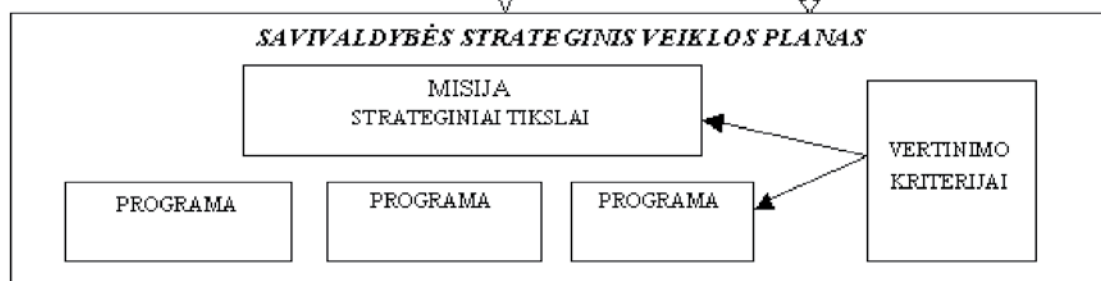 SAVIVALDYBĖS STRATEGINIS VEIKLOS PLANAS
MISIJA
STRATEGINIAI TIKSLAI
VERTINIMO
KRITERIJAI
PROGRAMA
PROGRAMA
PROGRAMA